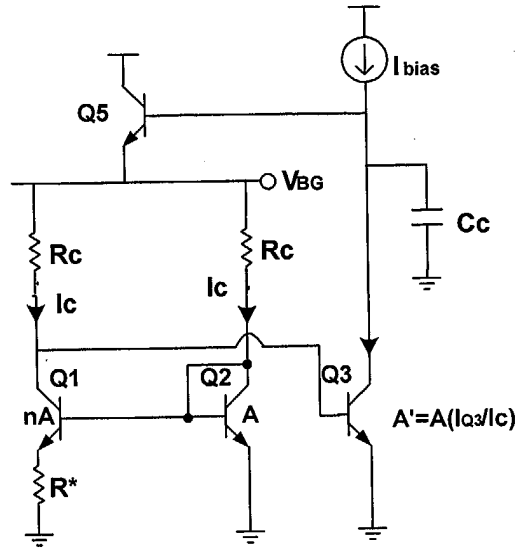 Ibias
Q5
VBG
Rc
Rc
Cc
Ic
Ic
Q1
Q2
Q3
nA
A
A'=A(IQ3/Ic)
R*